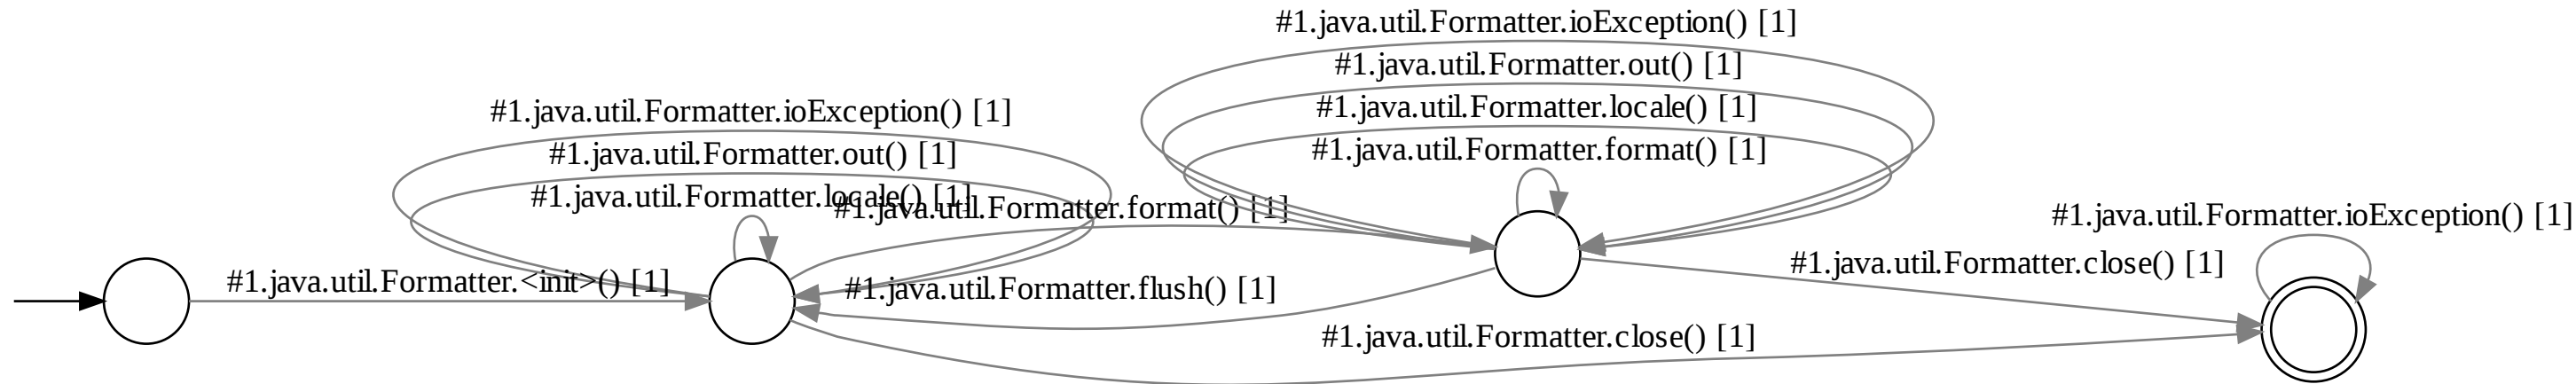 #1.java.util.Formatter.ioException() [1]
#1.java.util.Formatter.out() [1]
#1.java.util.Formatter.locale() [1]
#1.java.util.Formatter.format() [1]
#1.java.util.Formatter.ioException() [1]
#1.java.util.Formatter.out() [1]
#1.java.util.Formatter.locale() [1]
#1.java.util.Formatter.format() [1]
#1.java.util.Formatter.ioException() [1]
#1.java.util.Formatter.<init>() [1]
#1.java.util.Formatter.flush() [1]
#1.java.util.Formatter.close() [1]
#1.java.util.Formatter.close() [1]